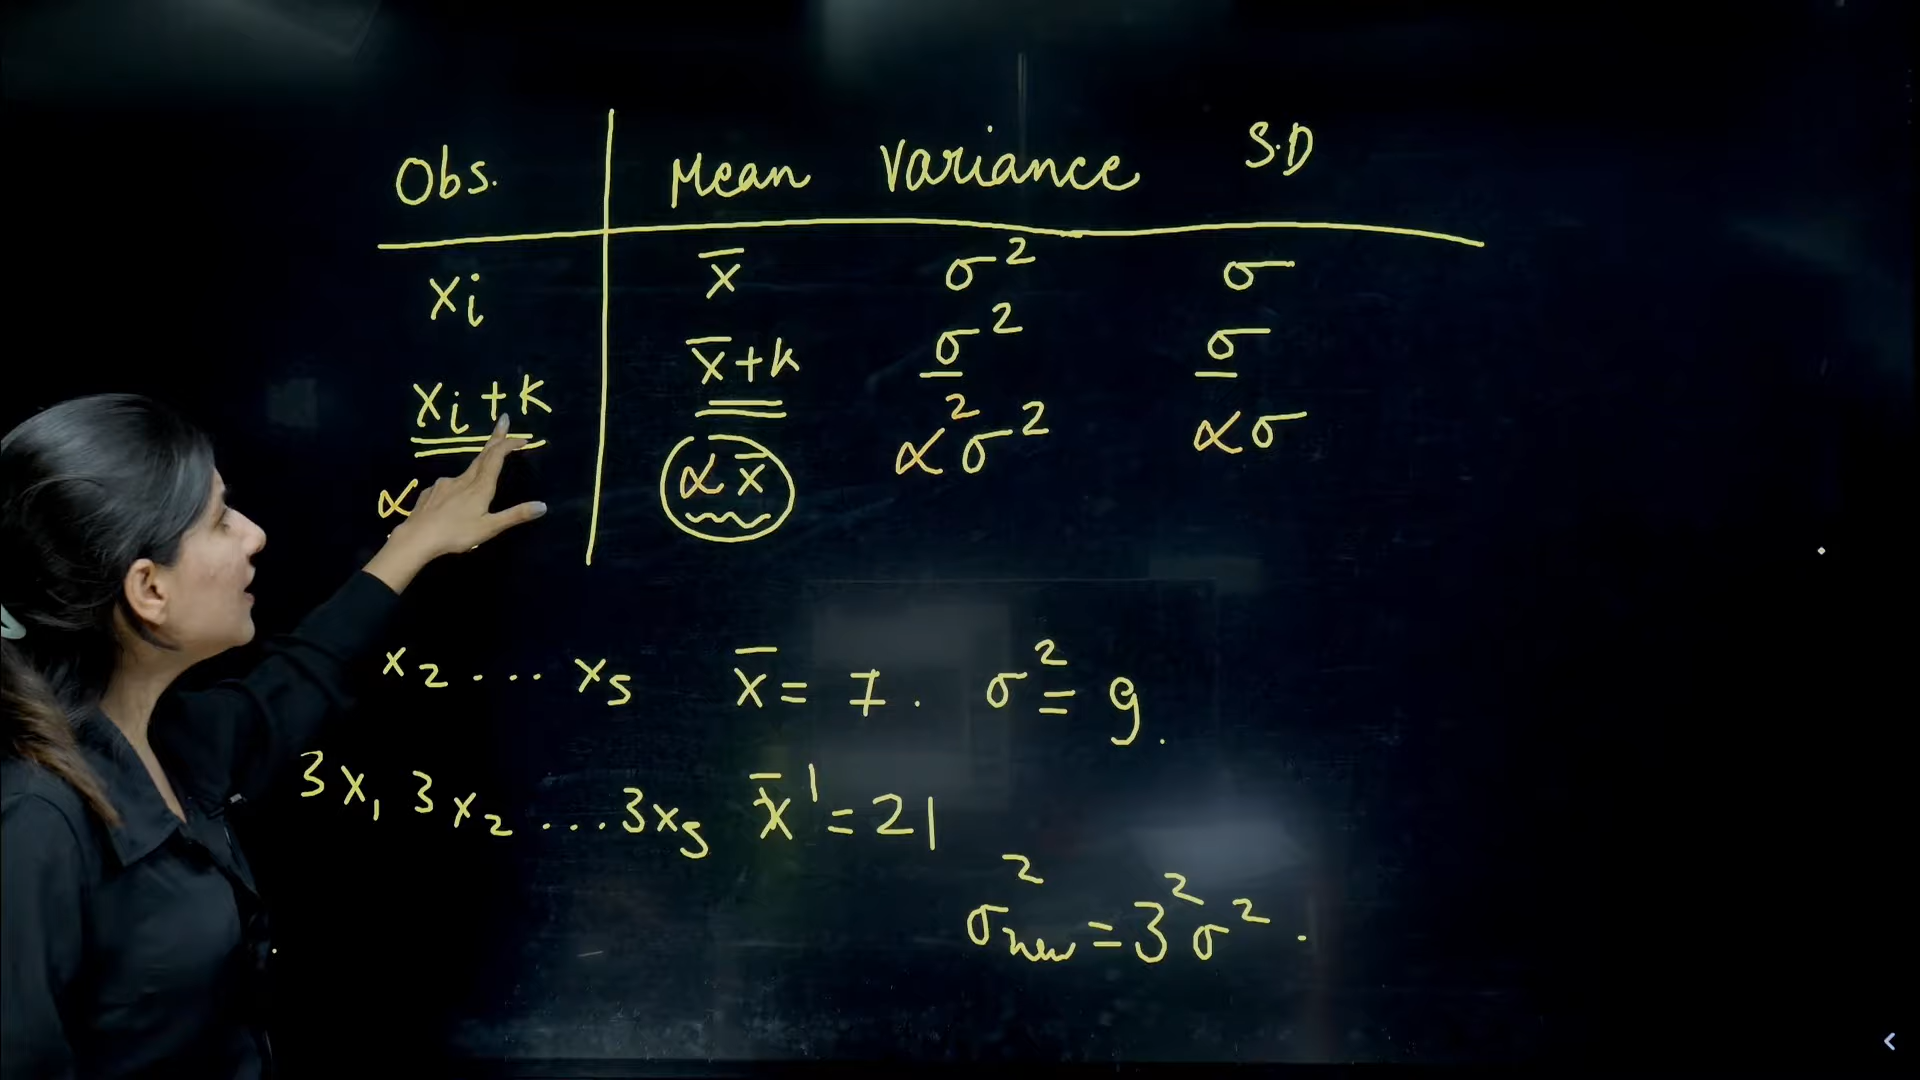 Obs. Mean Variance S.D
xi x̄ σ²
σ
xi+k x̄+k σ² σ
α αx̄ α²σ² ασ
x2 .... x5 x̄ = 7. σ² = 9.
3x1 3x2 ....3x5 x̄' = 21
σ²new = 3²σ².